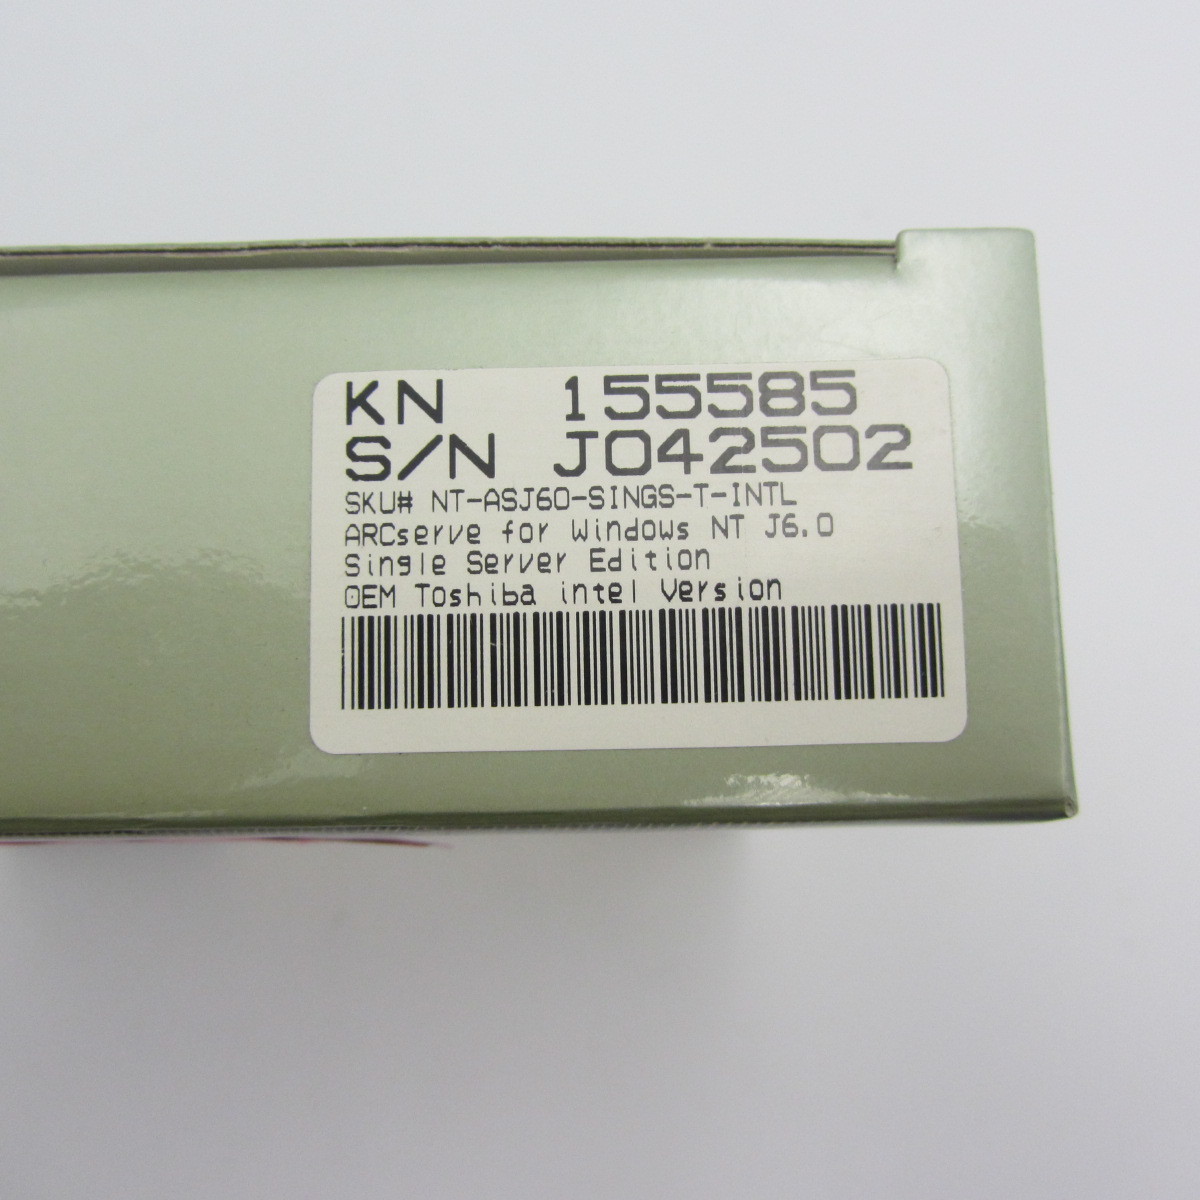 KN 155585
S/N J042502
SKU# NT-ASJ60-SINGS-T-INTL
ARCserve for Windows NT J6.0
Single Server Edition
OEM Toshiba intel Version